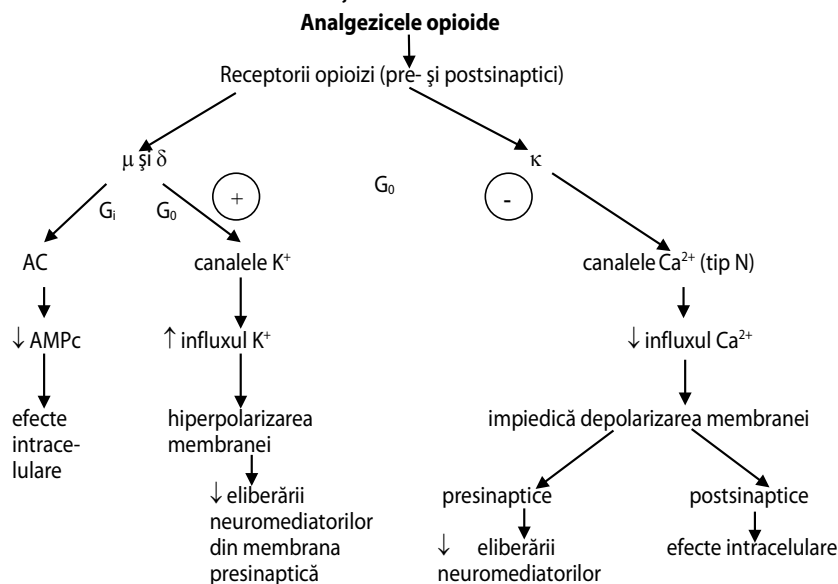 Analgezicele opioide
Receptorii opioizi (pre- şi postsinaptici)
μ şi δ
κ
Gi
G0
+
G0
-
AC
canalele K+
canalele Ca2+ (tip N)
↓ AMPc
↑ influxul K+
↓ influxul Ca2+
efecte
intrace-
lulare
hiperpolarizarea
membranei
impiedică depolarizarea membranei
↓ eliberării
neuromediatorilor
din membrana
presinaptică
presinaptice
postsinaptice
↓ eliberării
neuromediatorilor
efecte intracelulare